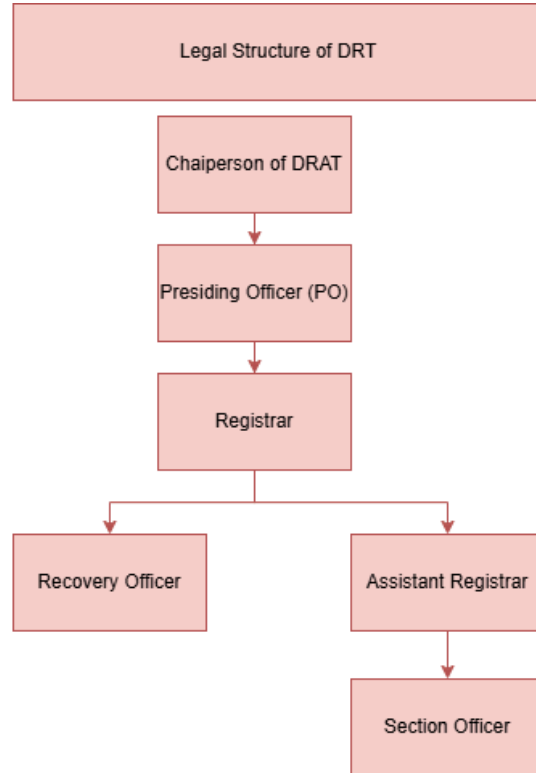 Legal Structure of DRT
Chaiperson of DRAT
Presiding Officer (PO)
Registrar
Recovery Officer
Assistant Registrar
Section Officer